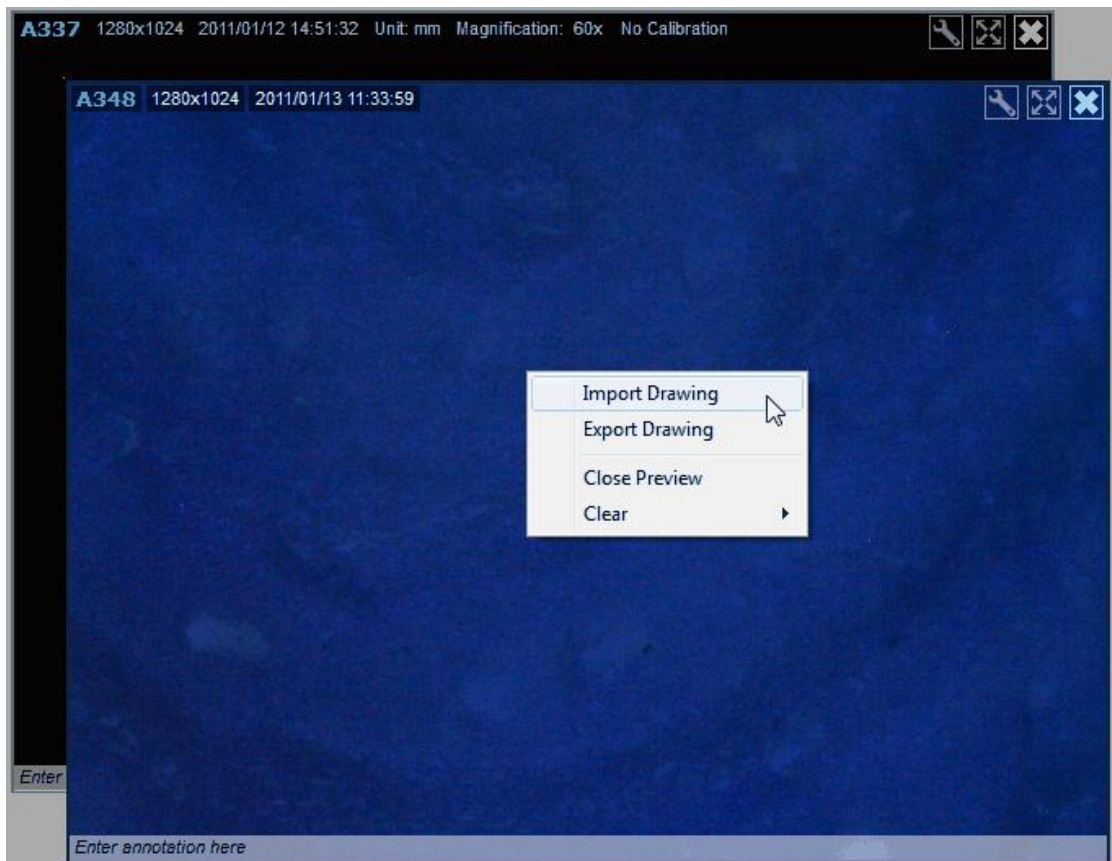 A337 1280x1024 2011/01/12 14:51:32 Unit: mm Magnification: 60x No Calibration
A348 1280x1024 2011/01/13 11:33:59
Import Drawing
Export Drawing
Close Preview
Clear
Enter
Enter annotation here